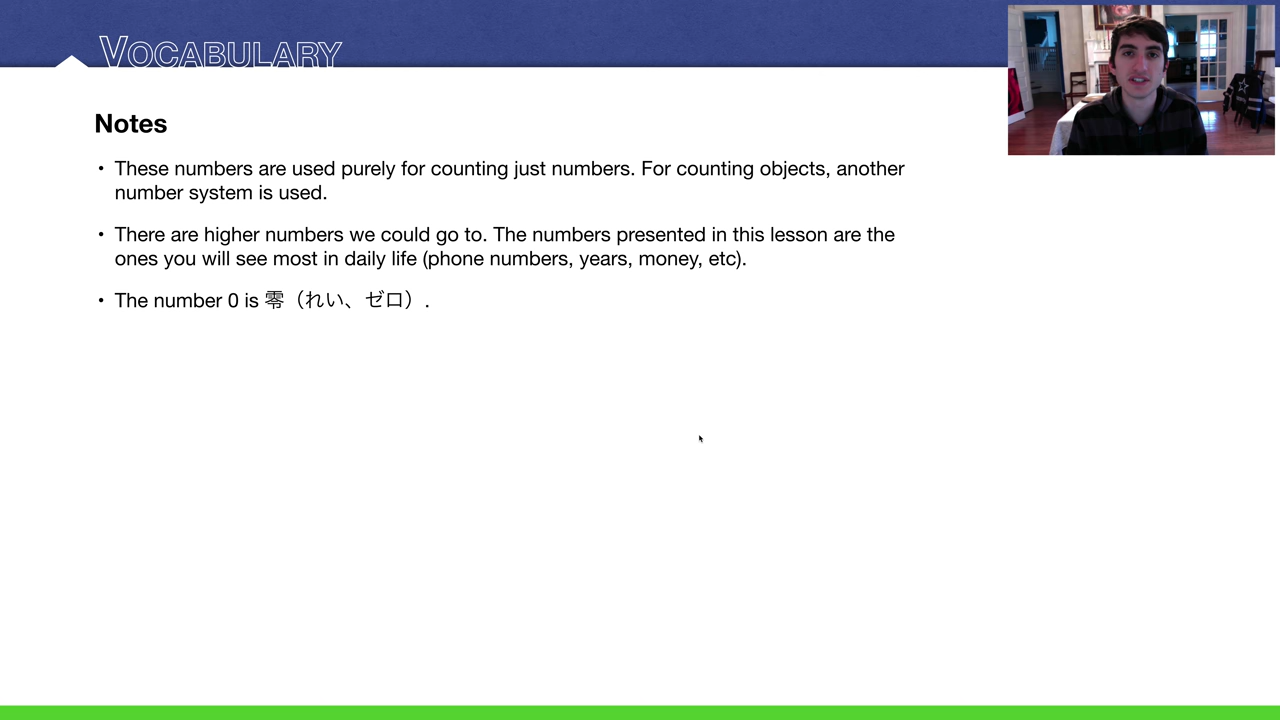 VOCABULARY
Notes
• These numbers are used purely for counting just numbers. For counting objects, another
number system is used.
• There are higher numbers we could go to. The numbers presented in this lesson are the
ones you will see most in daily life (phone numbers, years, money, etc).
• The number 0 is 零（れい、ゼロ）.